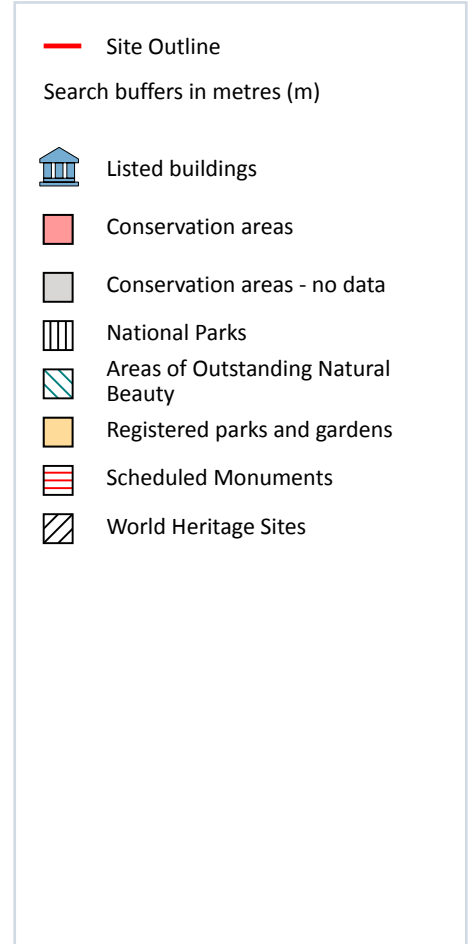 Site Outline
Search buffers in metres (m)
Listed buildings
Conservation areas
Conservation areas - no data
National Parks
Areas of Outstanding Natural
Beauty
Registered parks and gardens
Scheduled Monuments
World Heritage Sites